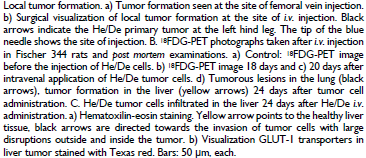 Local tumor formation. a) Tumor formation seen at the site of femoral vein injection.
b) Surgical visualization of local tumor formation at the site of i.v. injection. Black
arrows indicate the He/De primary tumor at the left hind leg. The tip of the blue
needle shows the site of injection. B. ¹⁸FDG-PET photographs taken after i.v. injection
in Fischer 344 rats and post mortem examinations. a) Control: ¹⁸FDG-PET image
before the injection of He/De cells. b) ¹⁸FDG-PET image 18 days and c) 20 days after
intravenal application of He/De tumor cells. d) Tumorous lesions in the lung (black
arrows), tumor formation in the liver (yellow arrows) 24 days after tumor cell
administration. C. He/De tumor cells infiltrated in the liver 24 days after He/De i.v.
administration. a) Hematoxilin-eosin staining. Yellow arrow points to the healthy liver
tissue, black arrows are directed towards the invasion of tumor cells with large
disruptions outside and inside the tumor. b) Visualization GLUT-1 transporters in
liver tumor stained with Texas red. Bars: 50 μm, each.